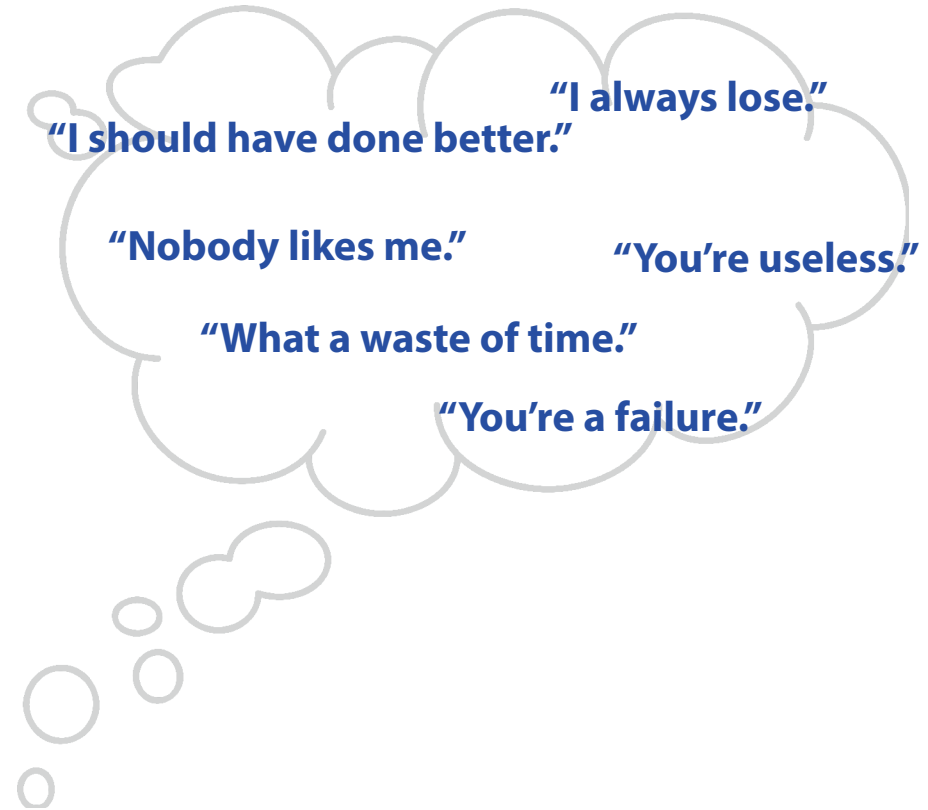 “I always lose.”
“I should have done better.”
“Nobody likes me.”
“You’re useless.”
“What a waste of time.”
“You’re a failure.”